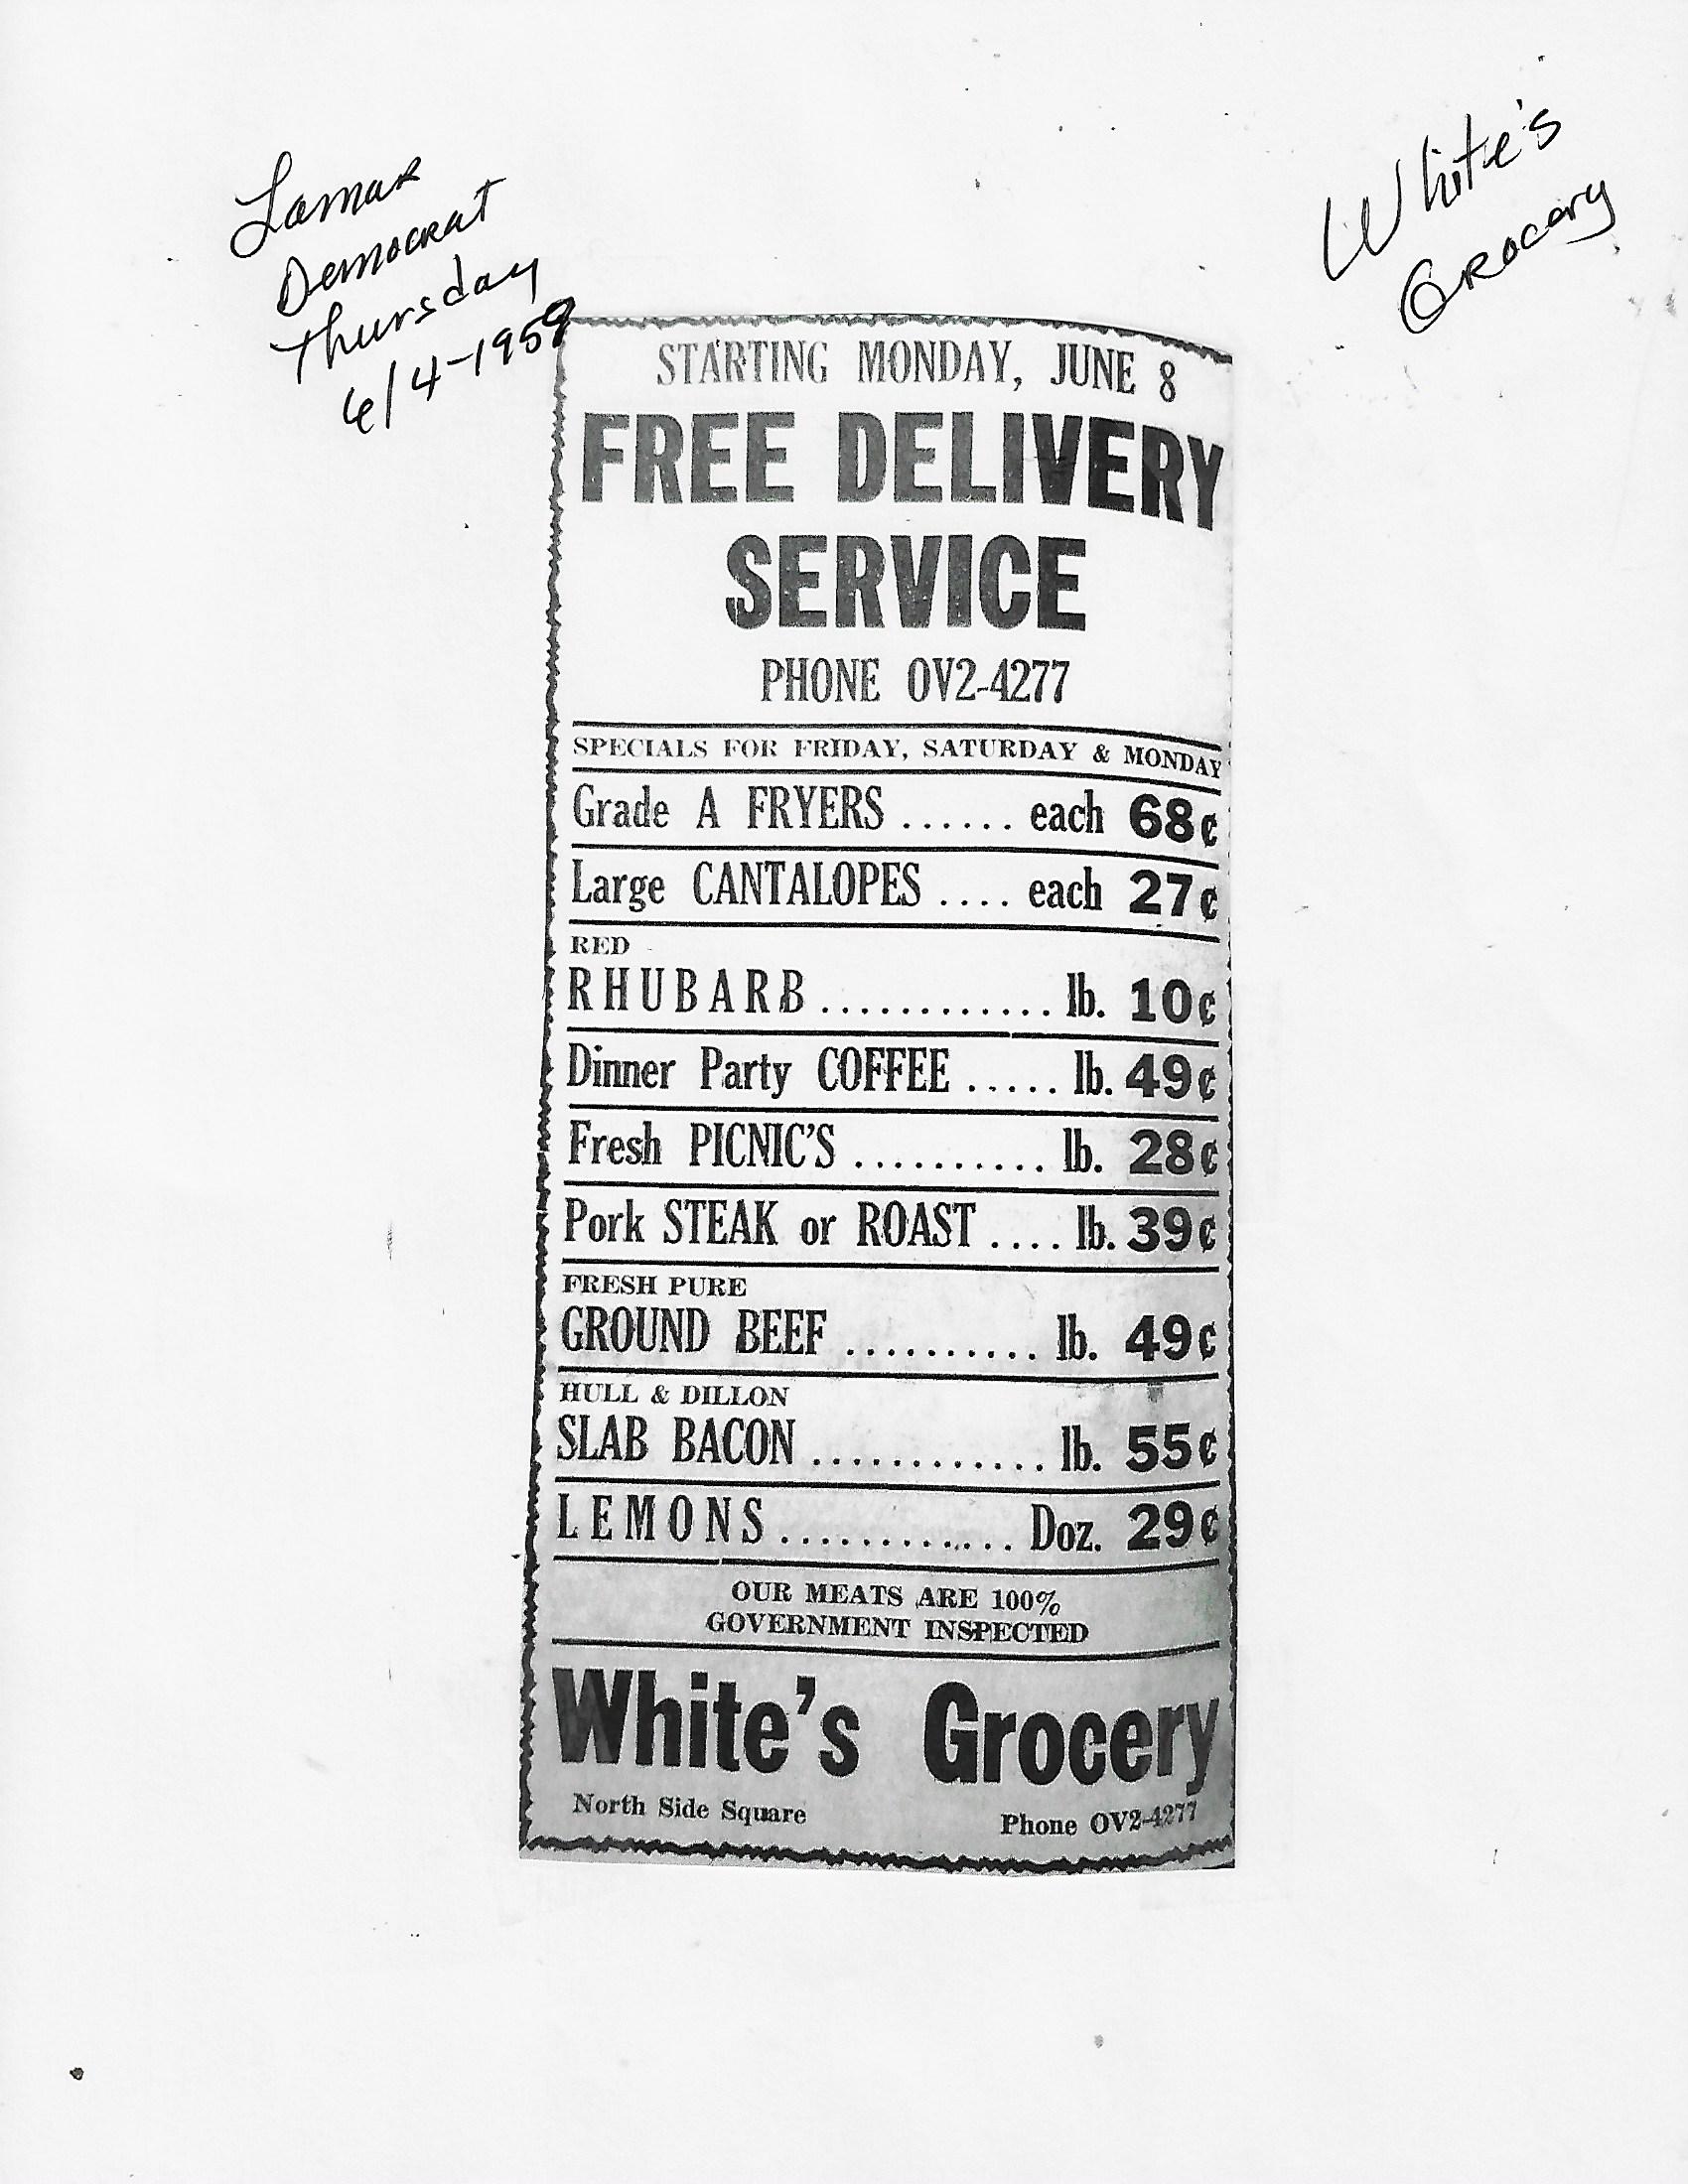 Lamar
Democrat
Thursday
6/4-1959
White's
Grocery
STARTING MONDAY, JUNE 8
FREE DELIVERY
SERVICE
PHONE OV2-4277
SPECIALS FOR FRIDAY, SATURDAY & MONDAY
Grade A FRYERS ...... each 68¢
Large CANTALOPES .... each 27¢
RED
RHUBARB ............ lb. 10¢
Dinner Party COFFEE ..... lb. 49¢
Fresh PICNIC'S .......... lb. 28¢
Pork STEAK or ROAST .... lb. 39¢
FRESH PURE
GROUND BEEF .......... lb. 49¢
HULL & DILLON
SLAB BACON ............ lb. 55¢
LEMONS ............ Doz. 29¢
OUR MEATS ARE 100%
GOVERNMENT INSPECTED
White's Grocery
North Side Square Phone OV2-4277